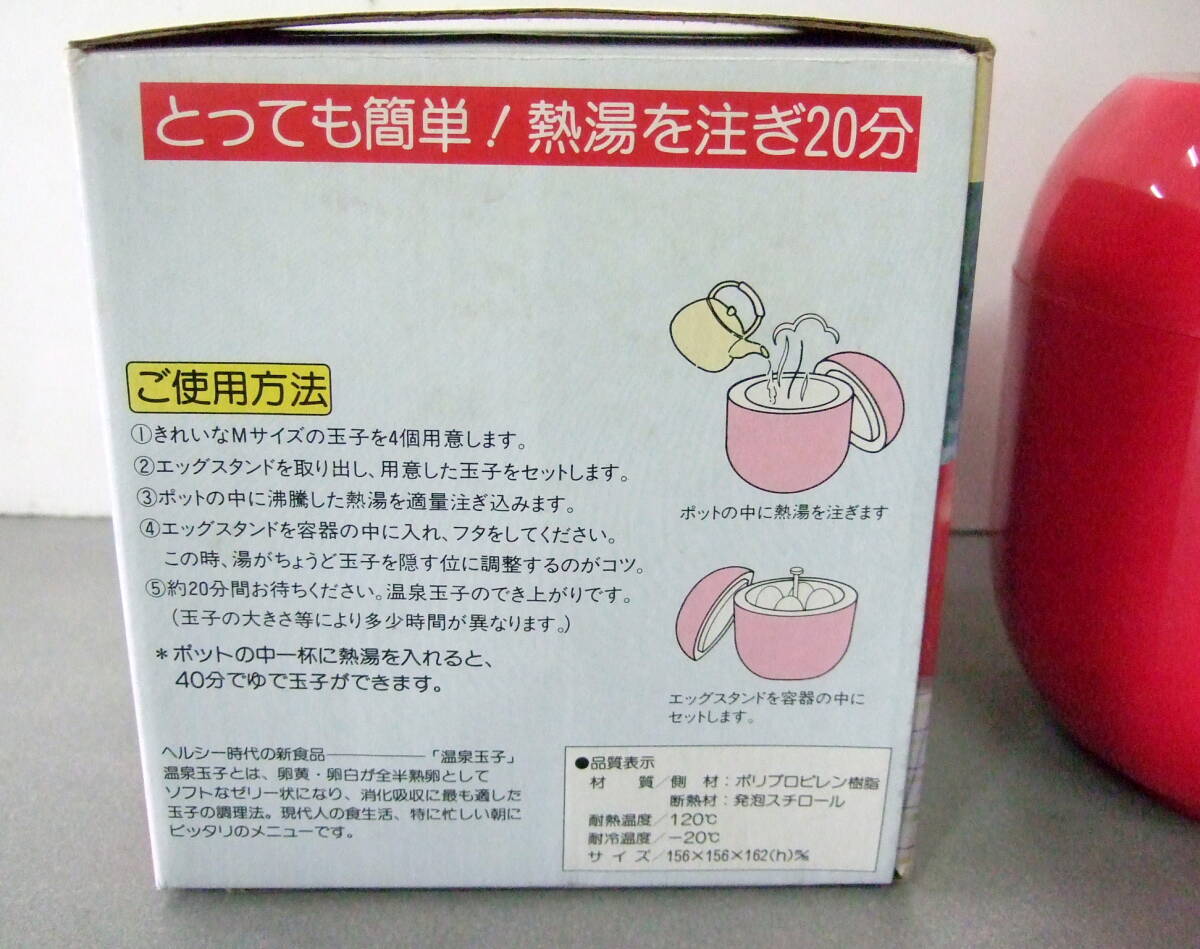 とっても簡単！熱湯を注ぎ20分
ご使用方法
①きれいなMサイズの玉子を4個用意します。
②エッグスタンドを取り出し、用意した玉子をセットします。
③ポットの中に沸騰した熱湯を適量注ぎ込みます。
④エッグスタンドを容器の中に入れ、フタをしてください。
この時、湯がちょうど玉子を隠す位に調整するのがコツ。
⑤約20分間お待ちください。温泉玉子のでき上がりです。
（玉子の大きさ等により多少時間が異なります。）
＊ポットの中一杯に熱湯を入れると、
40分でゆで玉子ができます。
ポットの中に熱湯を注ぎます
エッグスタンドを容器の中に
セットします。
ヘルシー時代の新食品――――「温泉玉子」
温泉玉子とは、卵黄・卵白が全半熟卵として
ソフトなゼリー状になり、消化吸収に最も適した
玉子の調理法。現代人の食生活、特に忙しい朝に
ピッタリのメニューです。
●品質表示
材　質／側　材：ポリプロピレン樹脂
断熱材：発泡スチロール
耐熱温度／120℃
耐冷温度／−20℃
サイズ／156×156×162(h)㎜